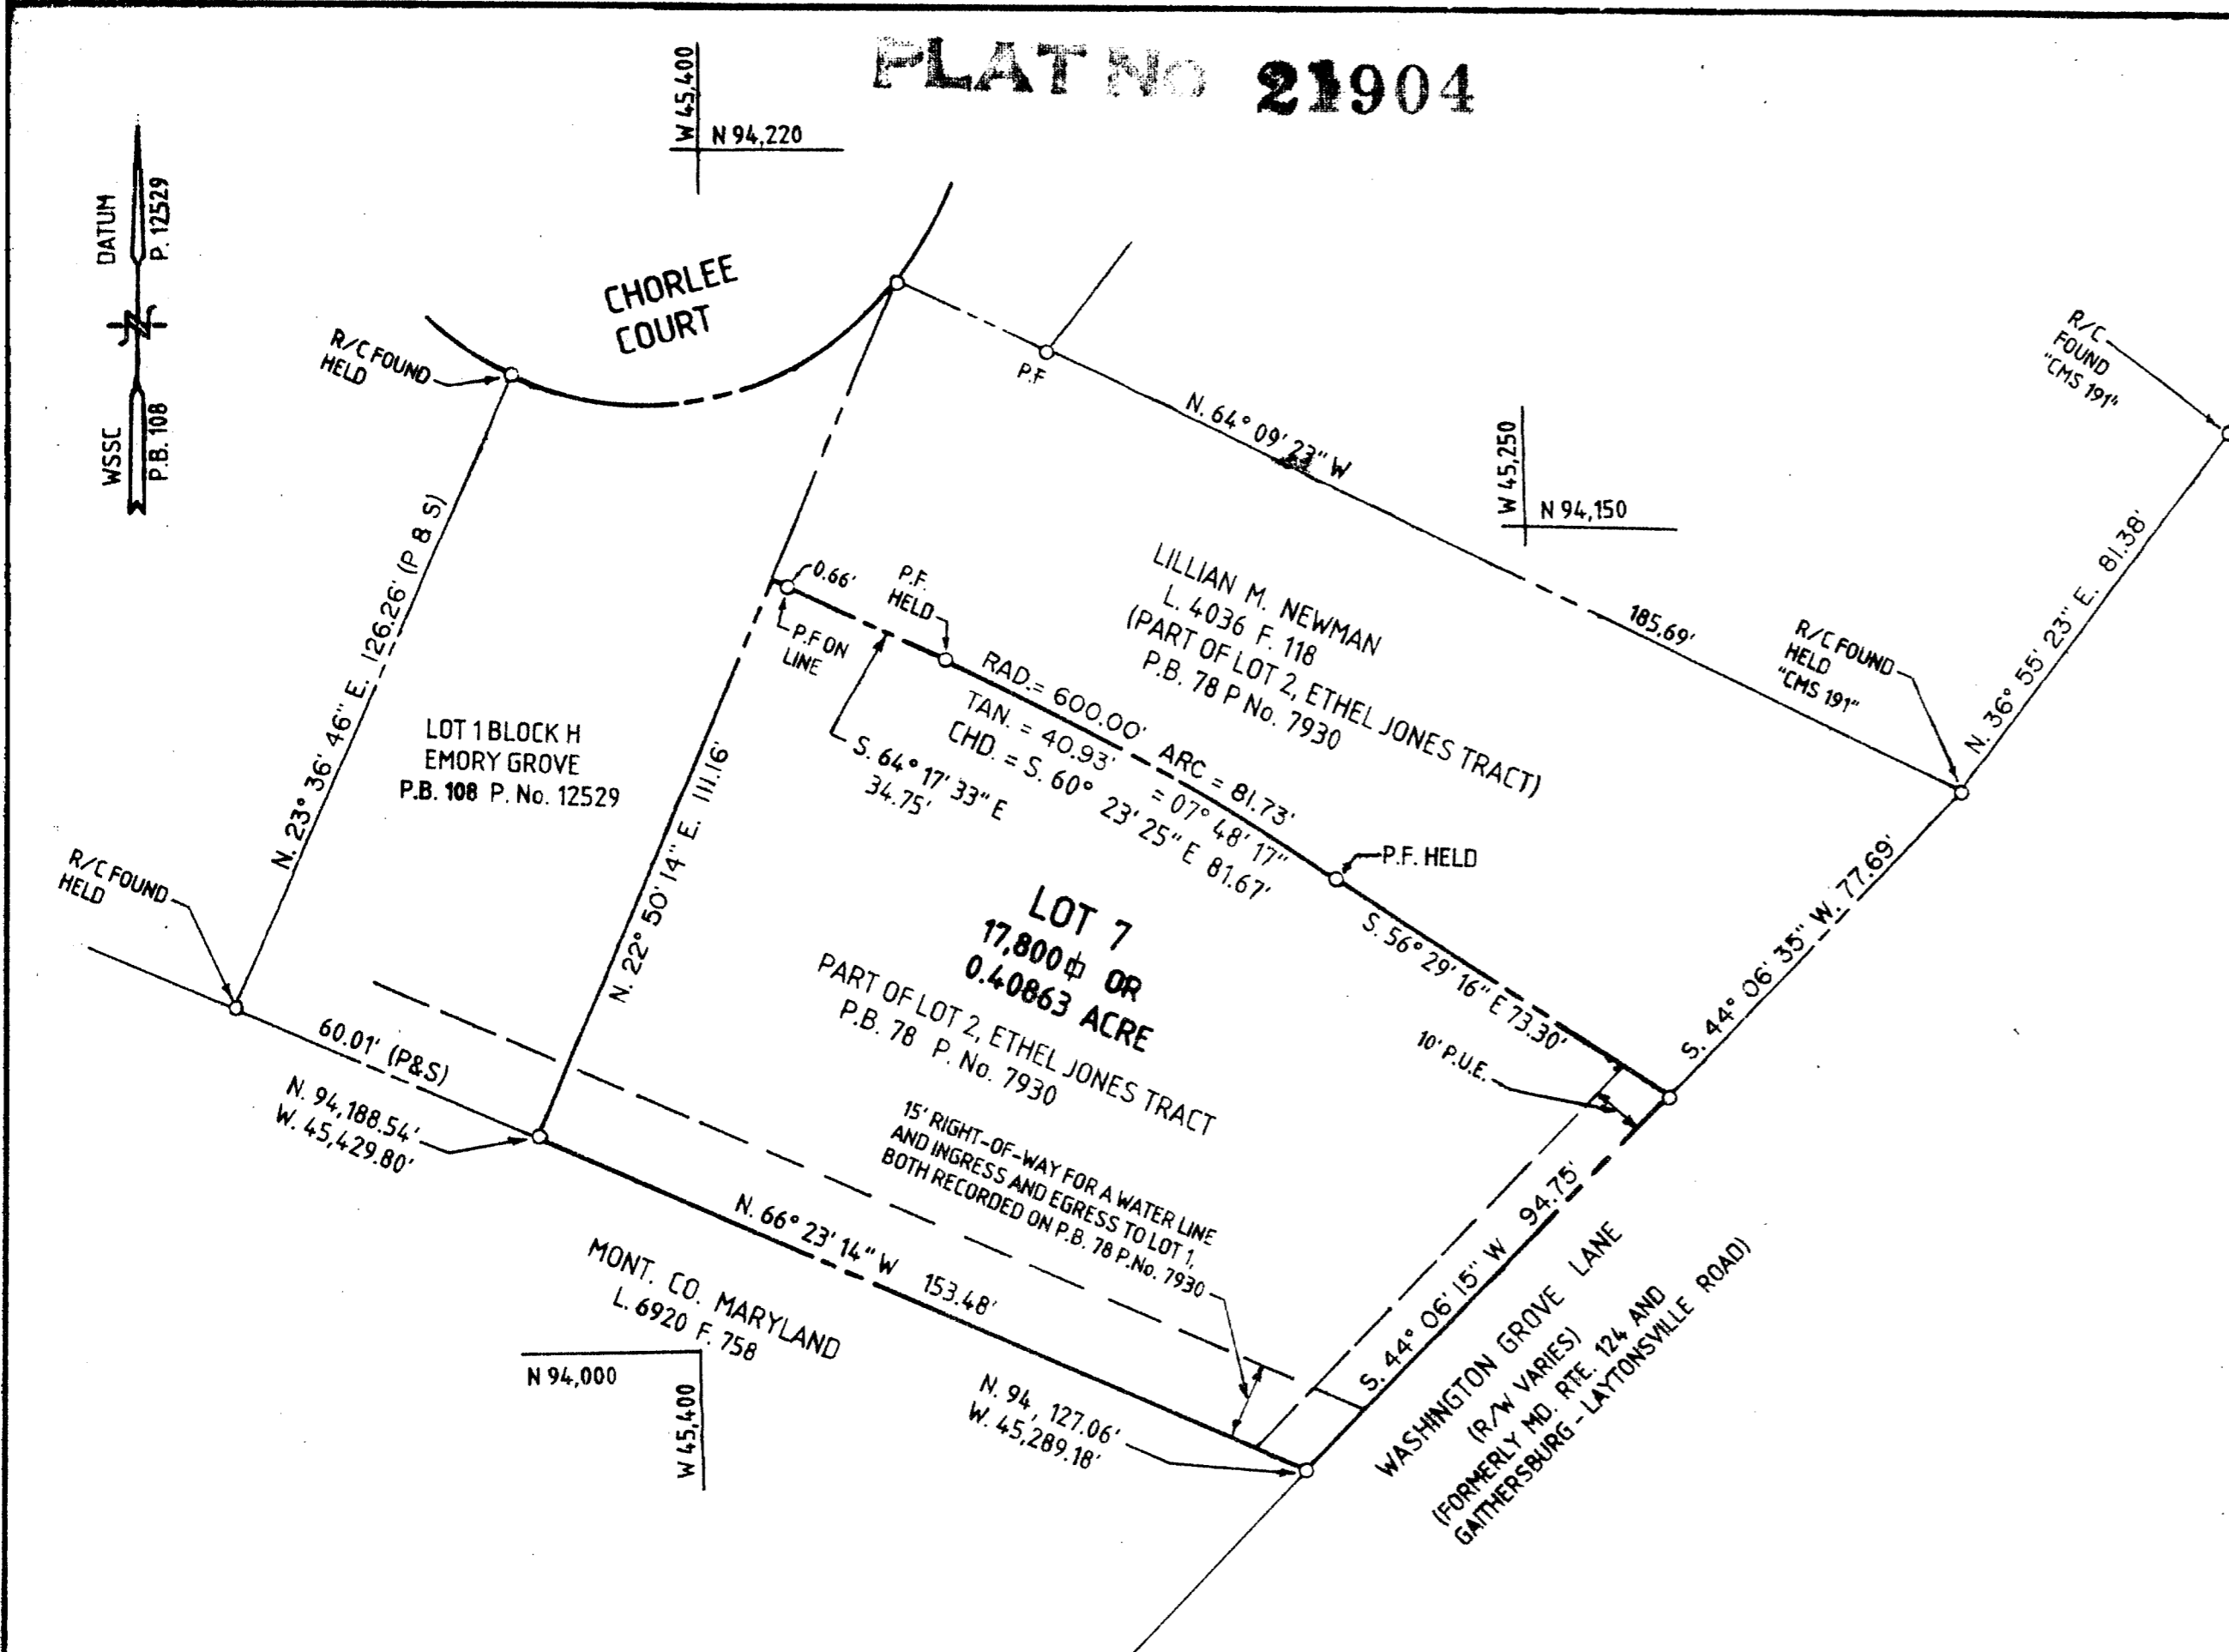 PLAT No 21904
W 45,400
N 94,220
WSSC DATUM
P.B. 108 P. 12529
CHORLEE
COURT
R/C FOUND
HELD
P.F
N. 64° 09' 23" W
185.69'
W 45,250
N 94,150
R/C
FOUND
"CMS 191"
N. 36° 55' 23" E. 81.38'
R/C FOUND
HELD
"CMS 191"
LILLIAN M. NEWMAN
L. 4036 F. 118
(PART OF LOT 2, ETHEL JONES TRACT)
P.B. 78 P No. 7930
0.66'
P.F. ON
LINE
P.F.
HELD
S. 64° 17' 33" E
34.75'
RAD.= 600.00' ARC = 81.73'
TAN. = 40.93' = 07° 48' 17"
CHD. = S. 60° 23' 25" E 81.67'
P.F. HELD
S. 56° 29' 16" E 73.30'
S. 44° 06' 35" W. 77.69'
N. 23° 36' 46" E. 126.26' (P & S)
LOT 1 BLOCK H
EMORY GROVE
P.B. 108 P. No. 12529
N. 22° 50' 14" E. 111.16'
R/C FOUND
HELD
60.01' (P&S)
N. 94,188.54'
W. 45,429.80'
LOT 7
17,800 OR
0.40863 ACRE
PART OF LOT 2, ETHEL JONES TRACT
P.B. 78 P. No. 7930
10' P.U.E.
15' RIGHT-OF-WAY FOR A WATER LINE
AND INGRESS AND EGRESS TO LOT 1,
BOTH RECORDED ON P.B. 78 P.No. 7930
N. 66° 23' 14" W 153.48'
MONT. CO. MARYLAND
L. 6920 F. 758
N 94,000
W 45,400
N. 94, 127.06'
W. 45,289.18'
S. 44° 06' 15" W 94.75'
WASHINGTON GROVE LANE
(R/W VARIES)
(FORMERLY MD. RTE. 124 AND
GAITHERSBURG - LAYTONSVILLE ROAD)